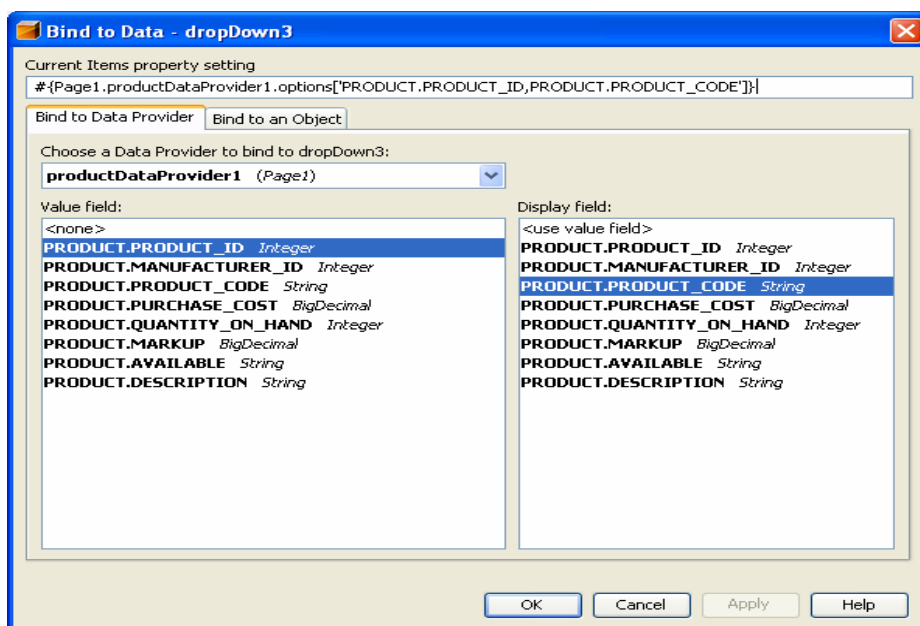 Bind to Data - dropDown3
Current Items property setting
#{Page1.productDataProvider1.options['PRODUCT.PRODUCT_ID,PRODUCT.PRODUCT_CODE']}
Bind to Data Provider
Bind to an Object
Choose a Data Provider to bind to dropDown3:
productDataProvider1 (Page1)
Value field:
<none>
PRODUCT.PRODUCT_ID Integer
PRODUCT.MANUFACTURER_ID Integer
PRODUCT.PRODUCT_CODE String
PRODUCT.PURCHASE_COST BigDecimal
PRODUCT.QUANTITY_ON_HAND Integer
PRODUCT.MARKUP BigDecimal
PRODUCT.AVAILABLE String
PRODUCT.DESCRIPTION String
Display field:
<use value field>
PRODUCT.PRODUCT_ID Integer
PRODUCT.MANUFACTURER_ID Integer
PRODUCT.PRODUCT_CODE String
PRODUCT.PURCHASE_COST BigDecimal
PRODUCT.QUANTITY_ON_HAND Integer
PRODUCT.MARKUP BigDecimal
PRODUCT.AVAILABLE String
PRODUCT.DESCRIPTION String
OK
Cancel
Apply
Help